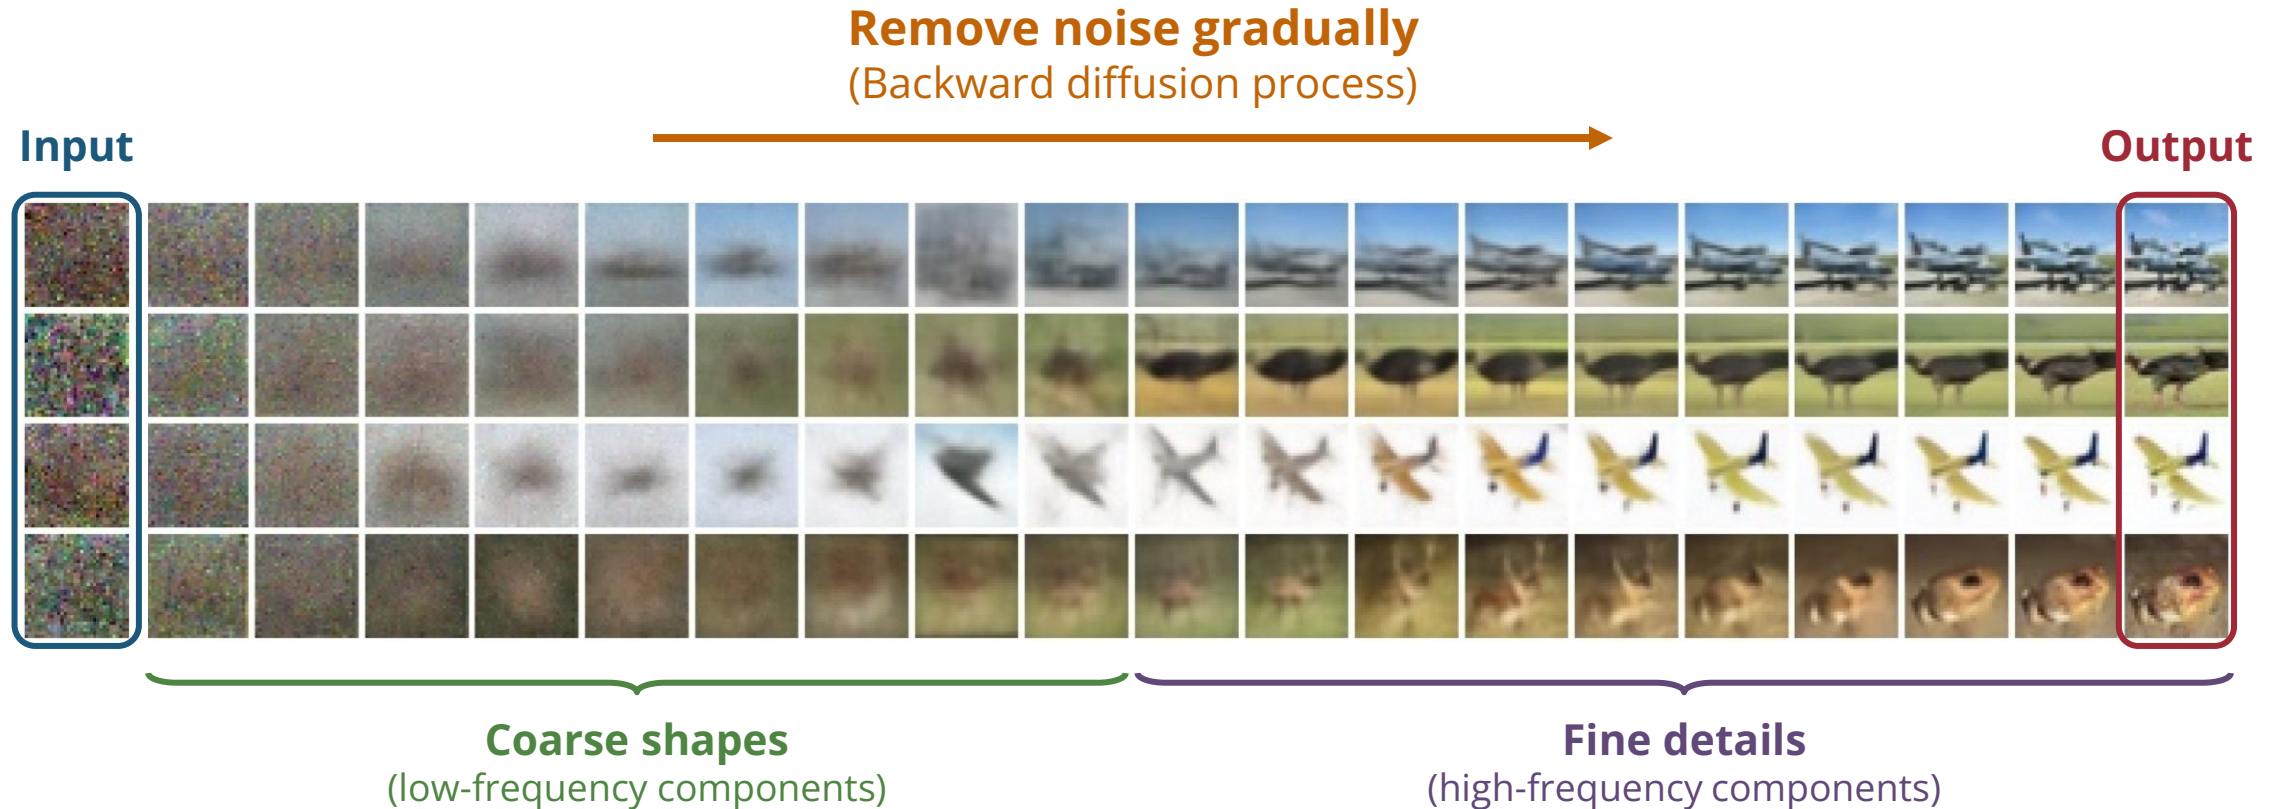 Remove noise gradually
(Backward diffusion process)
Input
Output
Coarse shapes
(low-frequency components)
Fine details
(high-frequency components)